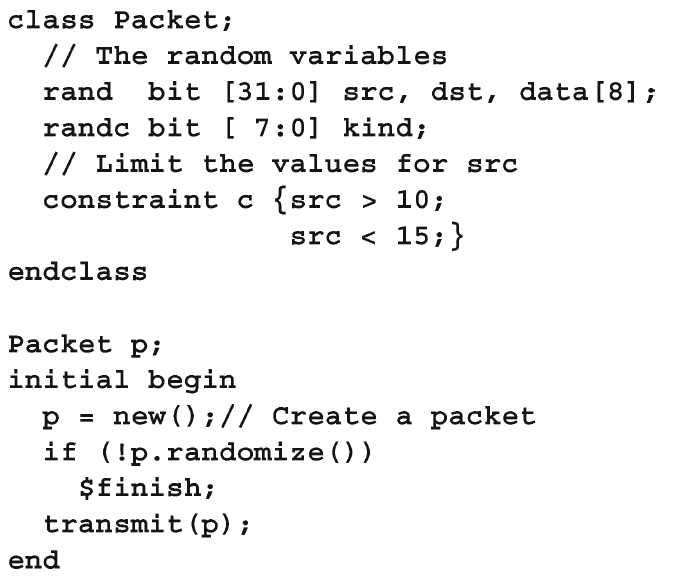 class Packet;
  // The random variables
  rand  bit [31:0] src, dst, data[8];
  randc bit [ 7:0] kind;
  // Limit the values for src
  constraint c {src > 10;
                src < 15;}
endclass

Packet p;
initial begin
  p = new();// Create a packet
  if (!p.randomize())
    $finish;
  transmit(p);
end